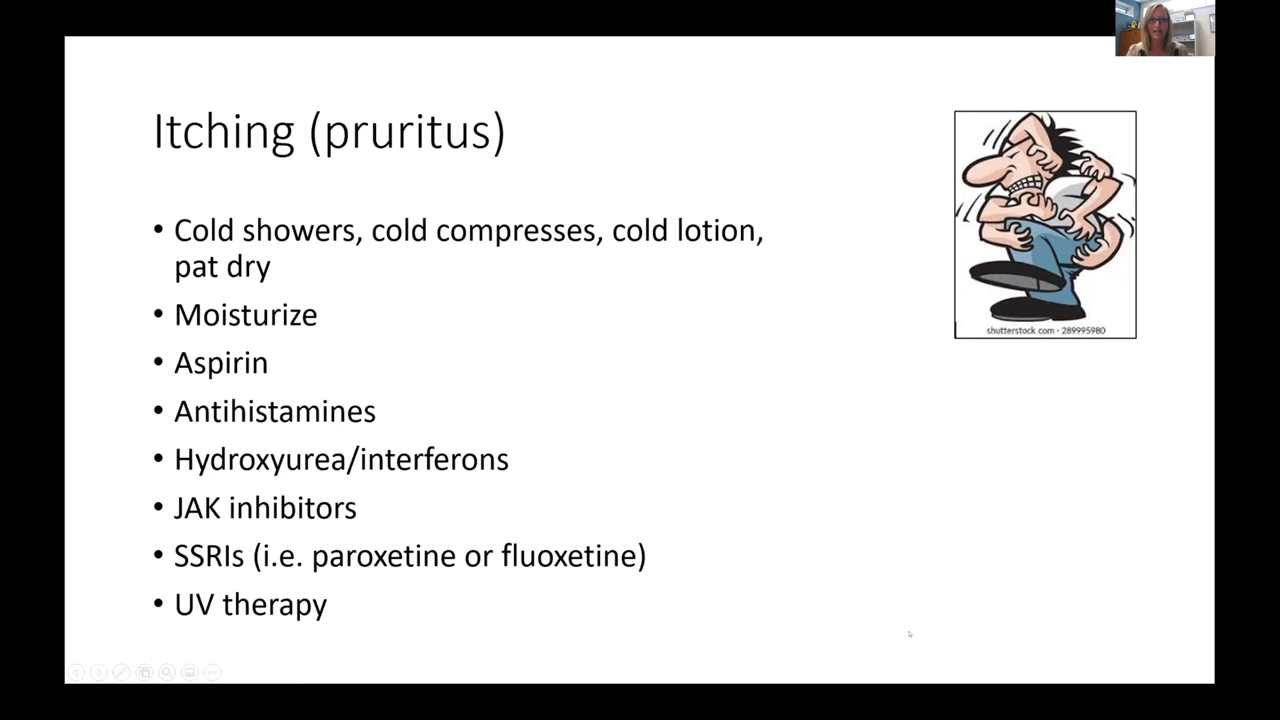 Itching (pruritus)
• Cold showers, cold compresses, cold lotion,
pat dry
• Moisturize
• Aspirin
• Antihistamines
• Hydroxyurea/interferons
• JAK inhibitors
• SSRIs (i.e. paroxetine or fluoxetine)
• UV therapy
shutterstock.com • 289995980